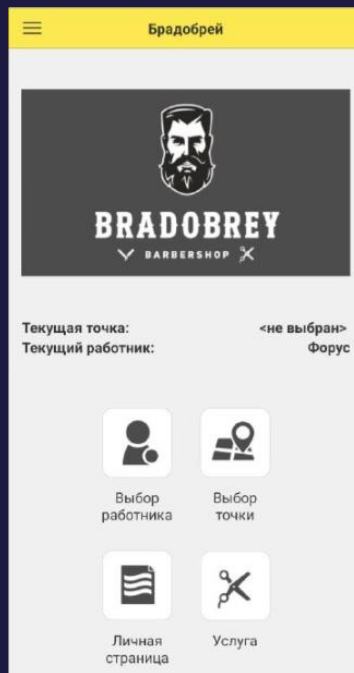 Брадобрей
BRADOBREY
BARBERSHOP
Текущая точка: <не выбран>
Текущий работник: Форус
Выбор работника
Выбор точки
Личная страница
Услуга